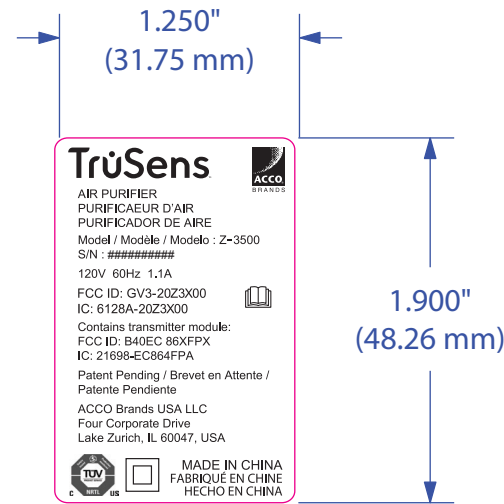 1.250"
(31.75 mm)
TruSens
ACCO
BRANDS
AIR PURIFIER
PURIFICAEUR D'AIR
PURIFICADOR DE AIRE
Model / Modèle / Modelo : Z-3500
S/N : ##########
120V 60Hz 1.1A
FCC ID: GV3-20Z3X00
IC: 6128A-20Z3X00
Contains transmitter module:
FCC ID: B40EC 86XFPX
IC: 21698-EC864FPA
Patent Pending / Brevet en Attente /
Patente Pendiente
ACCO Brands USA LLC
Four Corporate Drive
Lake Zurich, IL 60047, USA
TÜV
NRTL
C US
MADE IN CHINA
FABRIQUÉ EN CHINE
HECHO EN CHINA
1.900"
(48.26 mm)